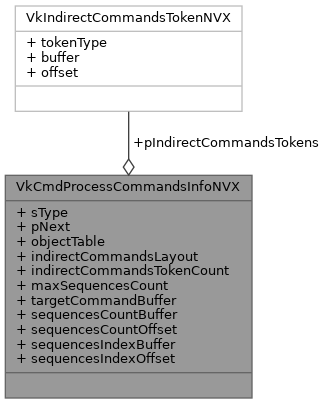 VkIndirectCommandsTokenNVX
+ tokenType
+ buffer
+ offset
+pIndirectCommandsTokens
VkCmdProcessCommandsInfoNVX
+ sType
+ pNext
+ objectTable
+ indirectCommandsLayout
+ indirectCommandsTokenCount
+ maxSequencesCount
+ targetCommandBuffer
+ sequencesCountBuffer
+ sequencesCountOffset
+ sequencesIndexBuffer
+ sequencesIndexOffset